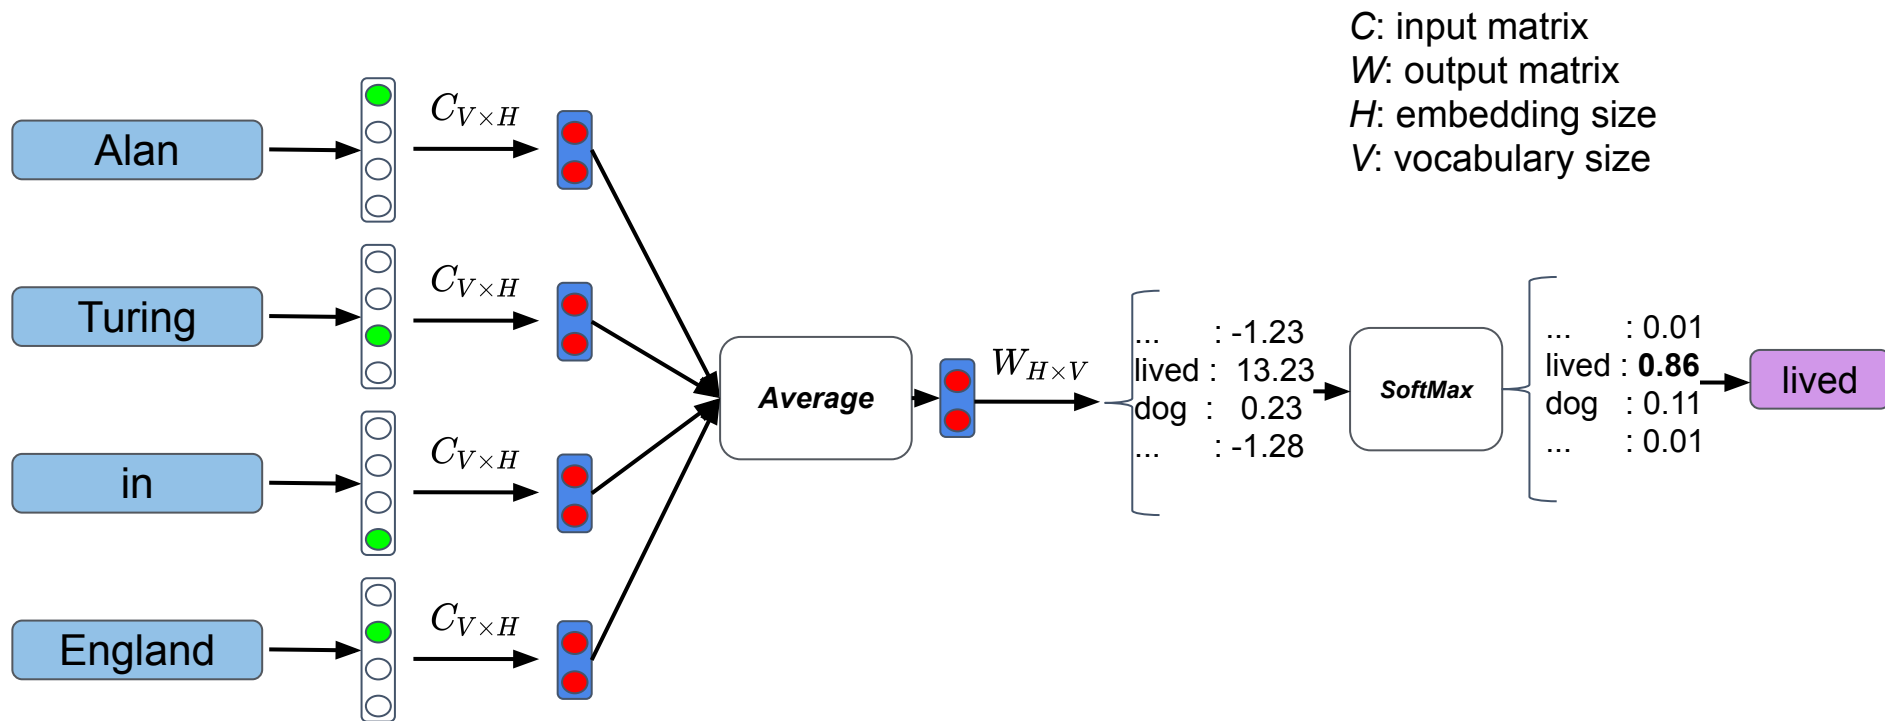 C: input matrix
W: output matrix
H: embedding size
V: vocabulary size
Alan
C_{V×H}
Turing
C_{V×H}
in
C_{V×H}
England
C_{V×H}
Average
W_{H×V}
... : -1.23
lived : 13.23
dog : 0.23
... : -1.28
SoftMax
... : 0.01
lived : 0.86
dog : 0.11
... : 0.01
lived